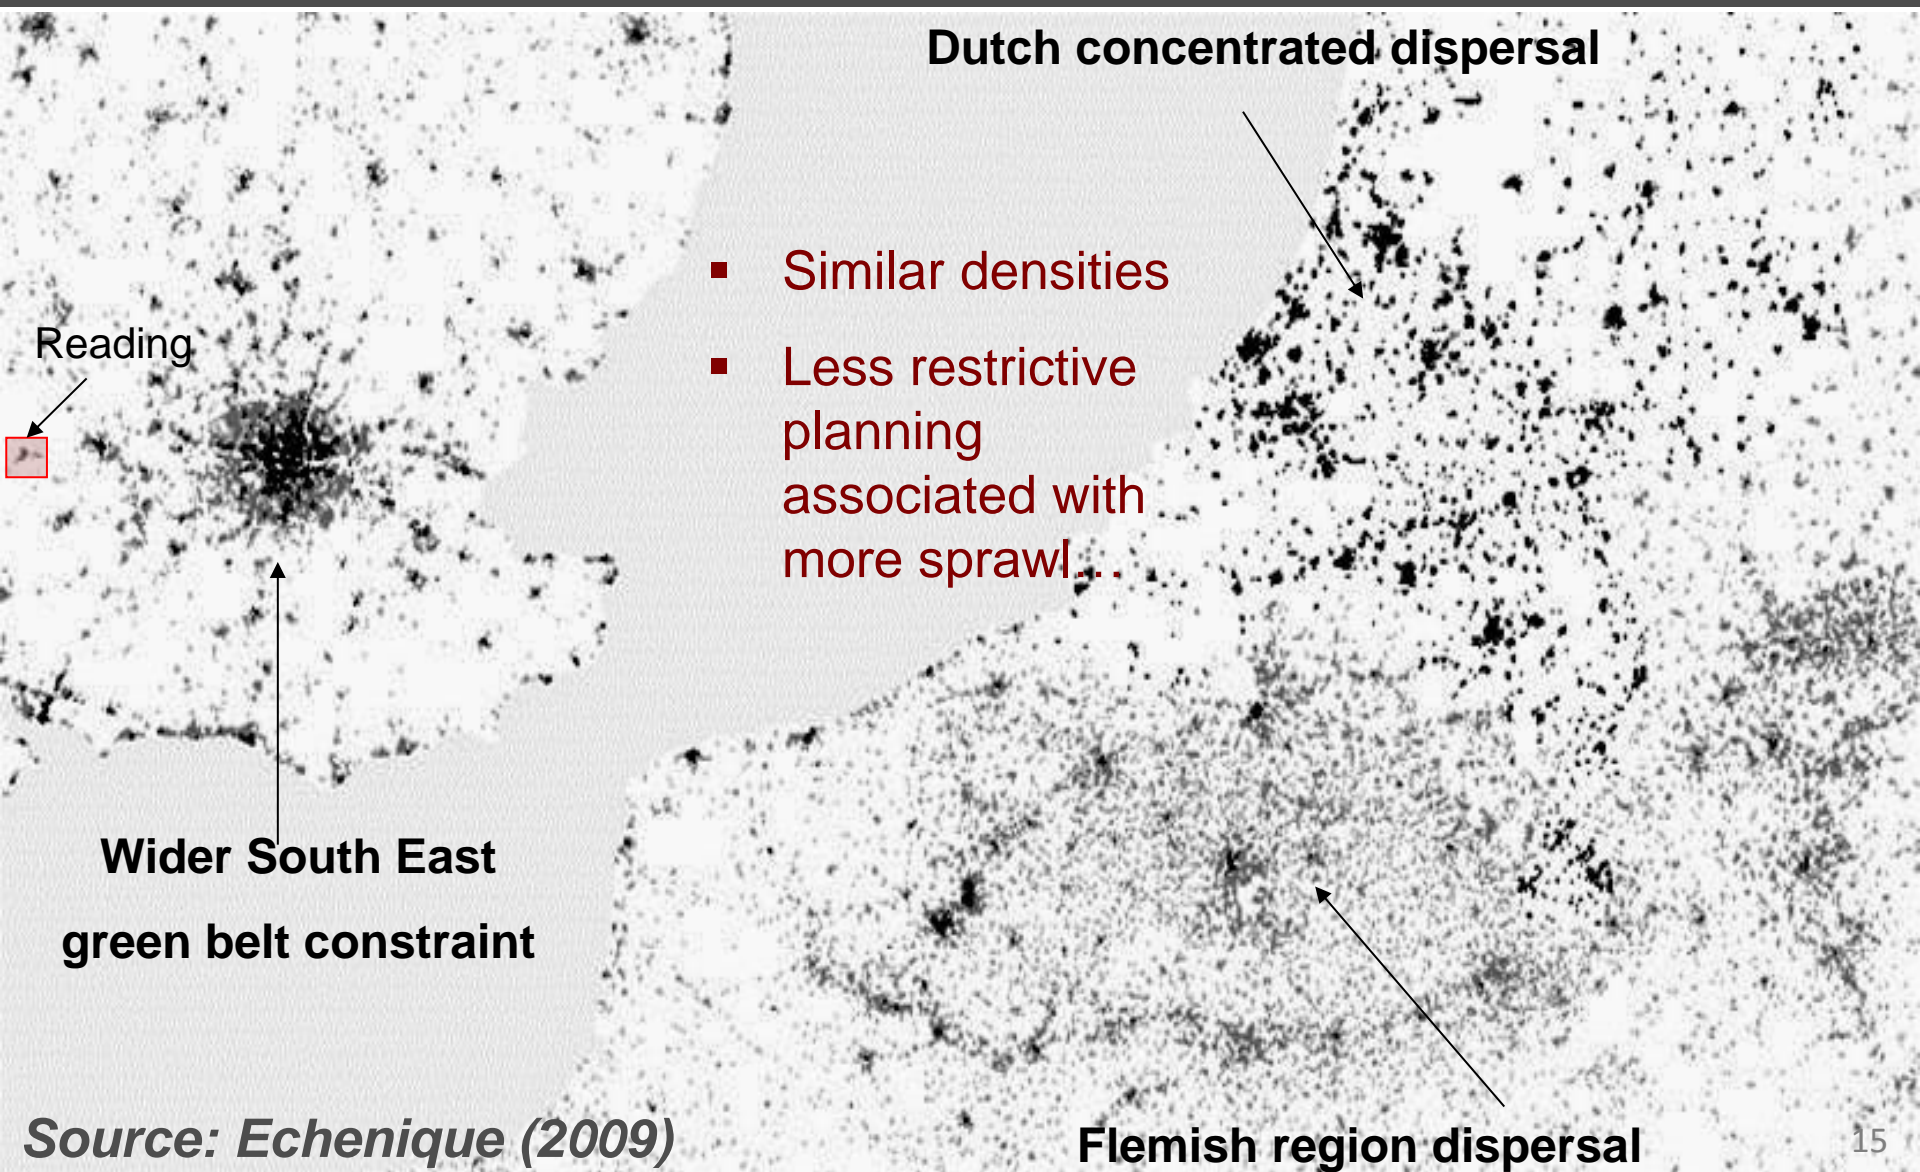 Dutch concentrated dispersal
▪ Similar densities
Reading
▪ Less restrictive
planning
associated with
more sprawl…
Wider South East
green belt constraint
Source: Echenique (2009)
Flemish region dispersal
15